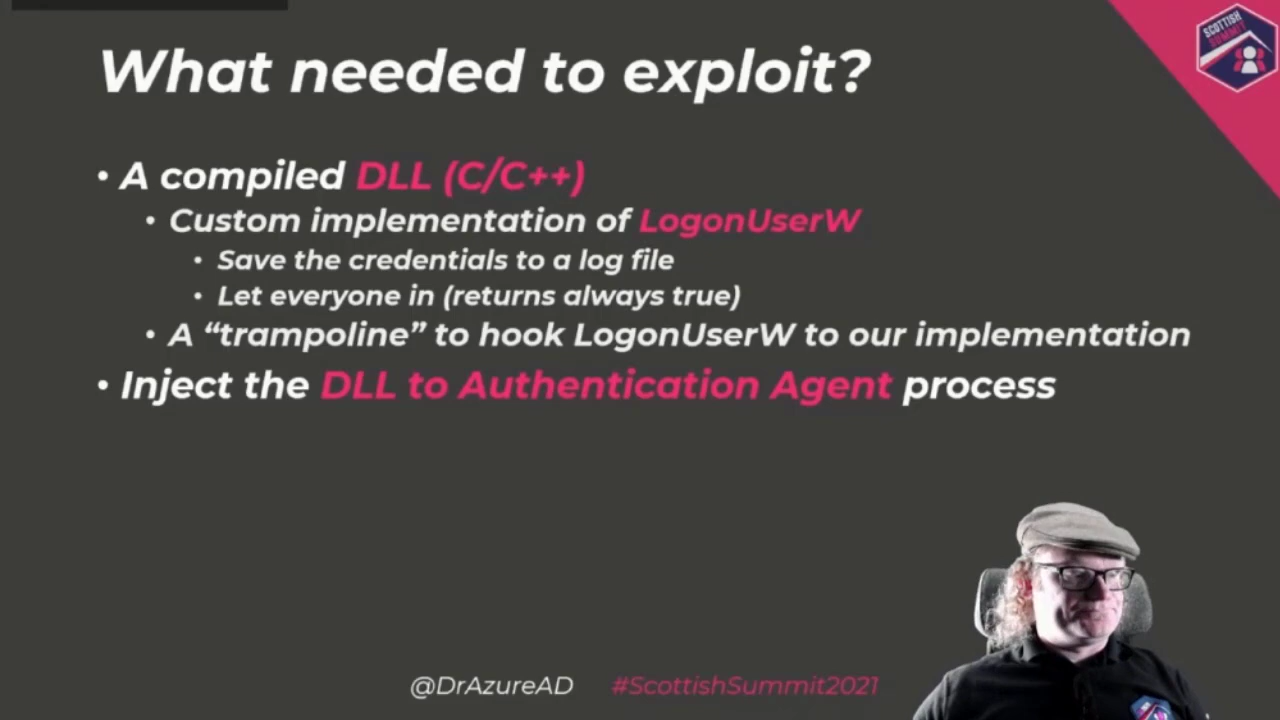 SCOTTISH
SUMMIT
What needed to exploit?
• A compiled DLL (C/C++)
• Custom implementation of LogonUserW
• Save the credentials to a log file
• Let everyone in (returns always true)
• A “trampoline” to hook LogonUserW to our implementation
• Inject the DLL to Authentication Agent process
@DrAzureAD #ScottishSummit2021